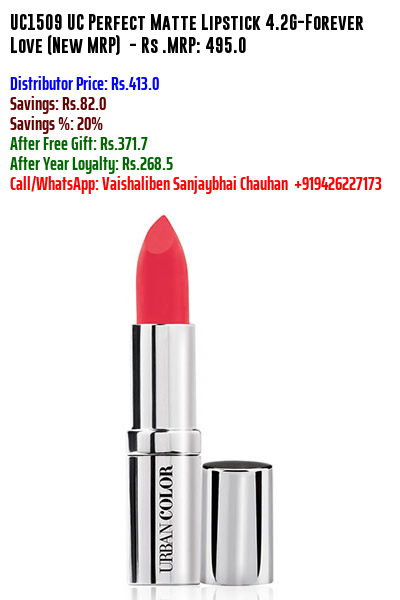 UC1509 UC Perfect Matte Lipstick 4.2G-Forever
Love (New MRP)  - Rs .MRP: 495.0
Distributor Price: Rs.413.0
Savings: Rs.82.0
Savings %: 20%
After Free Gift: Rs.371.7
After Year Loyalty: Rs.268.5
Call/WhatsApp: Vaishaliben Sanjaybhai Chauhan  +919426227173
URBAN COLOR